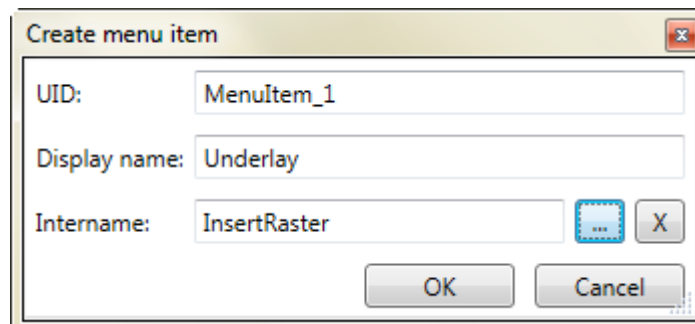 Create menu item
UID: MenuItem_1
Display name: Underlay
Intername: InsertRaster ... X
OK Cancel